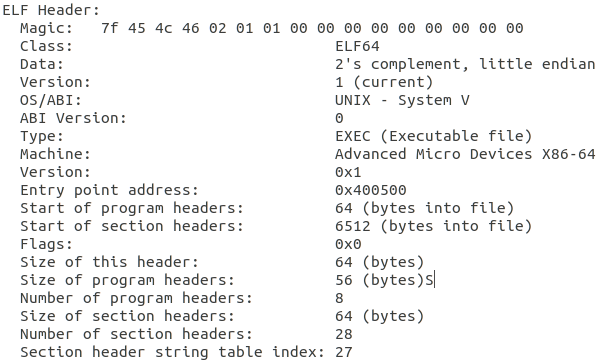 ELF Header:
  Magic:   7f 45 4c 46 02 01 01 00 00 00 00 00 00 00 00 00
  Class:                             ELF64
  Data:                              2's complement, little endian
  Version:                           1 (current)
  OS/ABI:                            UNIX - System V
  ABI Version:                       0
  Type:                              EXEC (Executable file)
  Machine:                           Advanced Micro Devices X86-64
  Version:                           0x1
  Entry point address:               0x400500
  Start of program headers:          64 (bytes into file)
  Start of section headers:          6512 (bytes into file)
  Flags:                             0x0
  Size of this header:               64 (bytes)
  Size of program headers:           56 (bytes)S
  Number of program headers:         8
  Size of section headers:           64 (bytes)
  Number of section headers:         28
  Section header string table index: 27